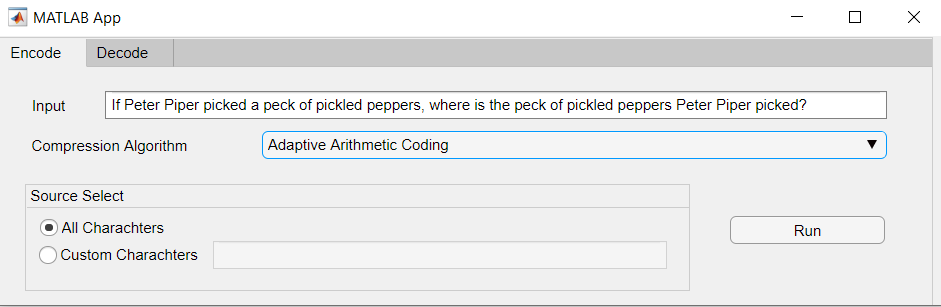 MATLAB App
Encode Decode
Input If Peter Piper picked a peck of pickled peppers, where is the peck of pickled peppers Peter Piper picked?
Compression Algorithm Adaptive Arithmetic Coding
Source Select
All Charachters
Custom Charachters
Run